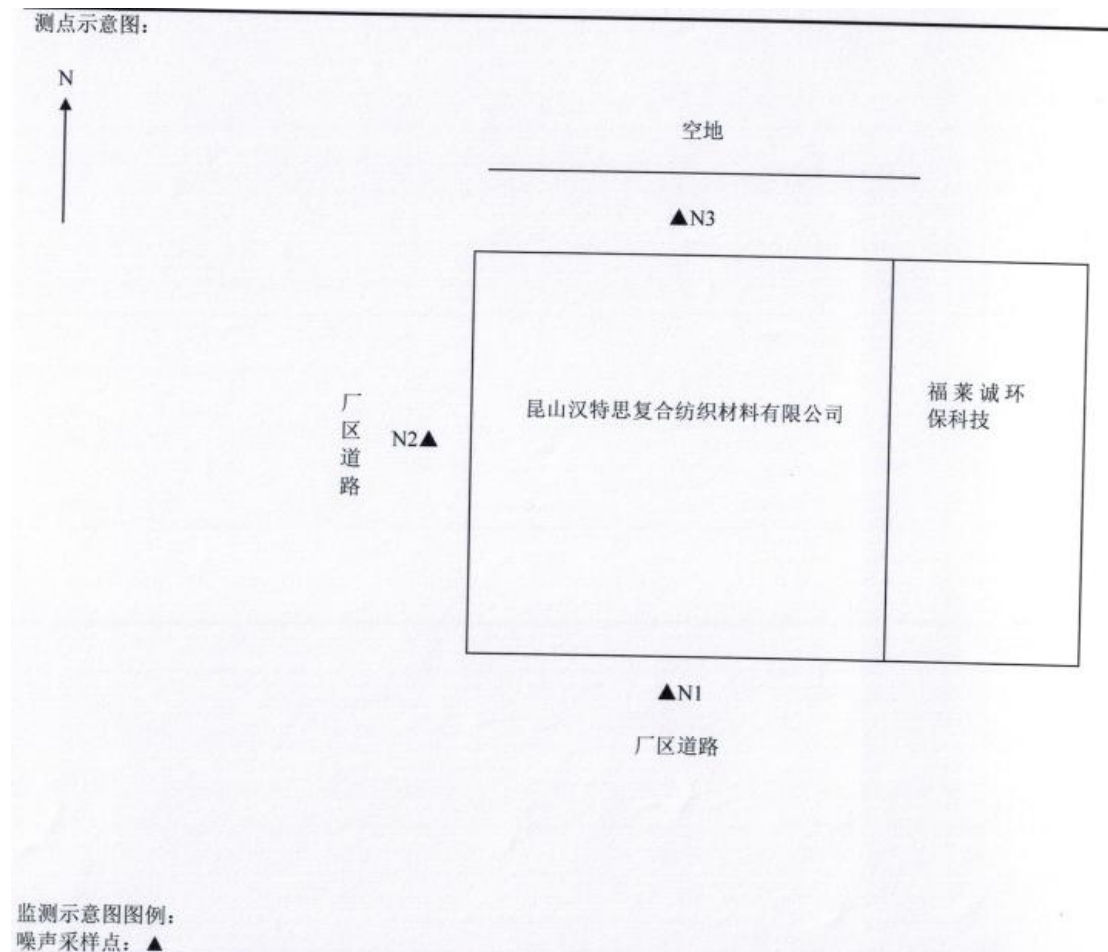 测点示意图：
N
空地
▲N3
昆山汉特思复合纺织材料有限公司
福莱诚环
保科技
厂
区
道
路
N2▲
▲N1
厂区道路
监测示意图图例：
噪声采样点：▲